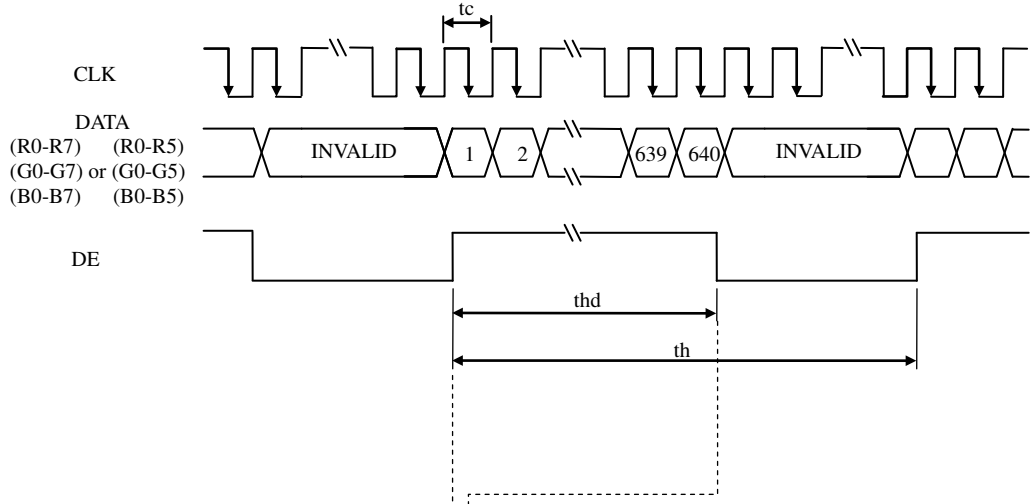 tc
CLK
DATA
(R0-R7) (R0-R5)
(G0-G7) or (G0-G5)
(B0-B7) (B0-B5)
INVALID 1 2 639 640 INVALID
DE
thd
th